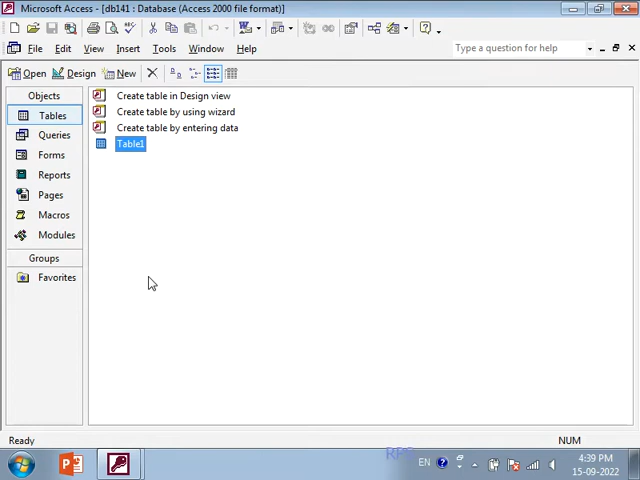 Microsoft Access - [db141 : Database (Access 2000 file format)]
File Edit View Insert Tools Window Help
Type a question for help
Open Design New
Objects
Tables
Queries
Forms
Reports
Pages
Macros
Modules
Groups
Favorites
Create table in Design view
Create table by using wizard
Create table by entering data
Table1
Ready
NUM
EN
4:39 PM
15-09-2022